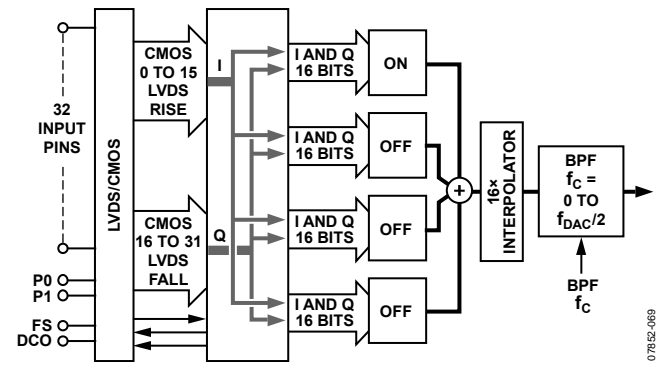 32
INPUT
PINS
P0
P1
FS
DCO
LVDS/CMOS
CMOS
0 TO 15
LVDS
RISE
CMOS
16 TO 31
LVDS
FALL
I
Q
I AND Q
16 BITS
ON
I AND Q
16 BITS
OFF
I AND Q
16 BITS
OFF
I AND Q
16 BITS
OFF
+
16×
INTERPOLATOR
BPF
fC =
0 TO
fDAC/2
BPF
fC
07852-069